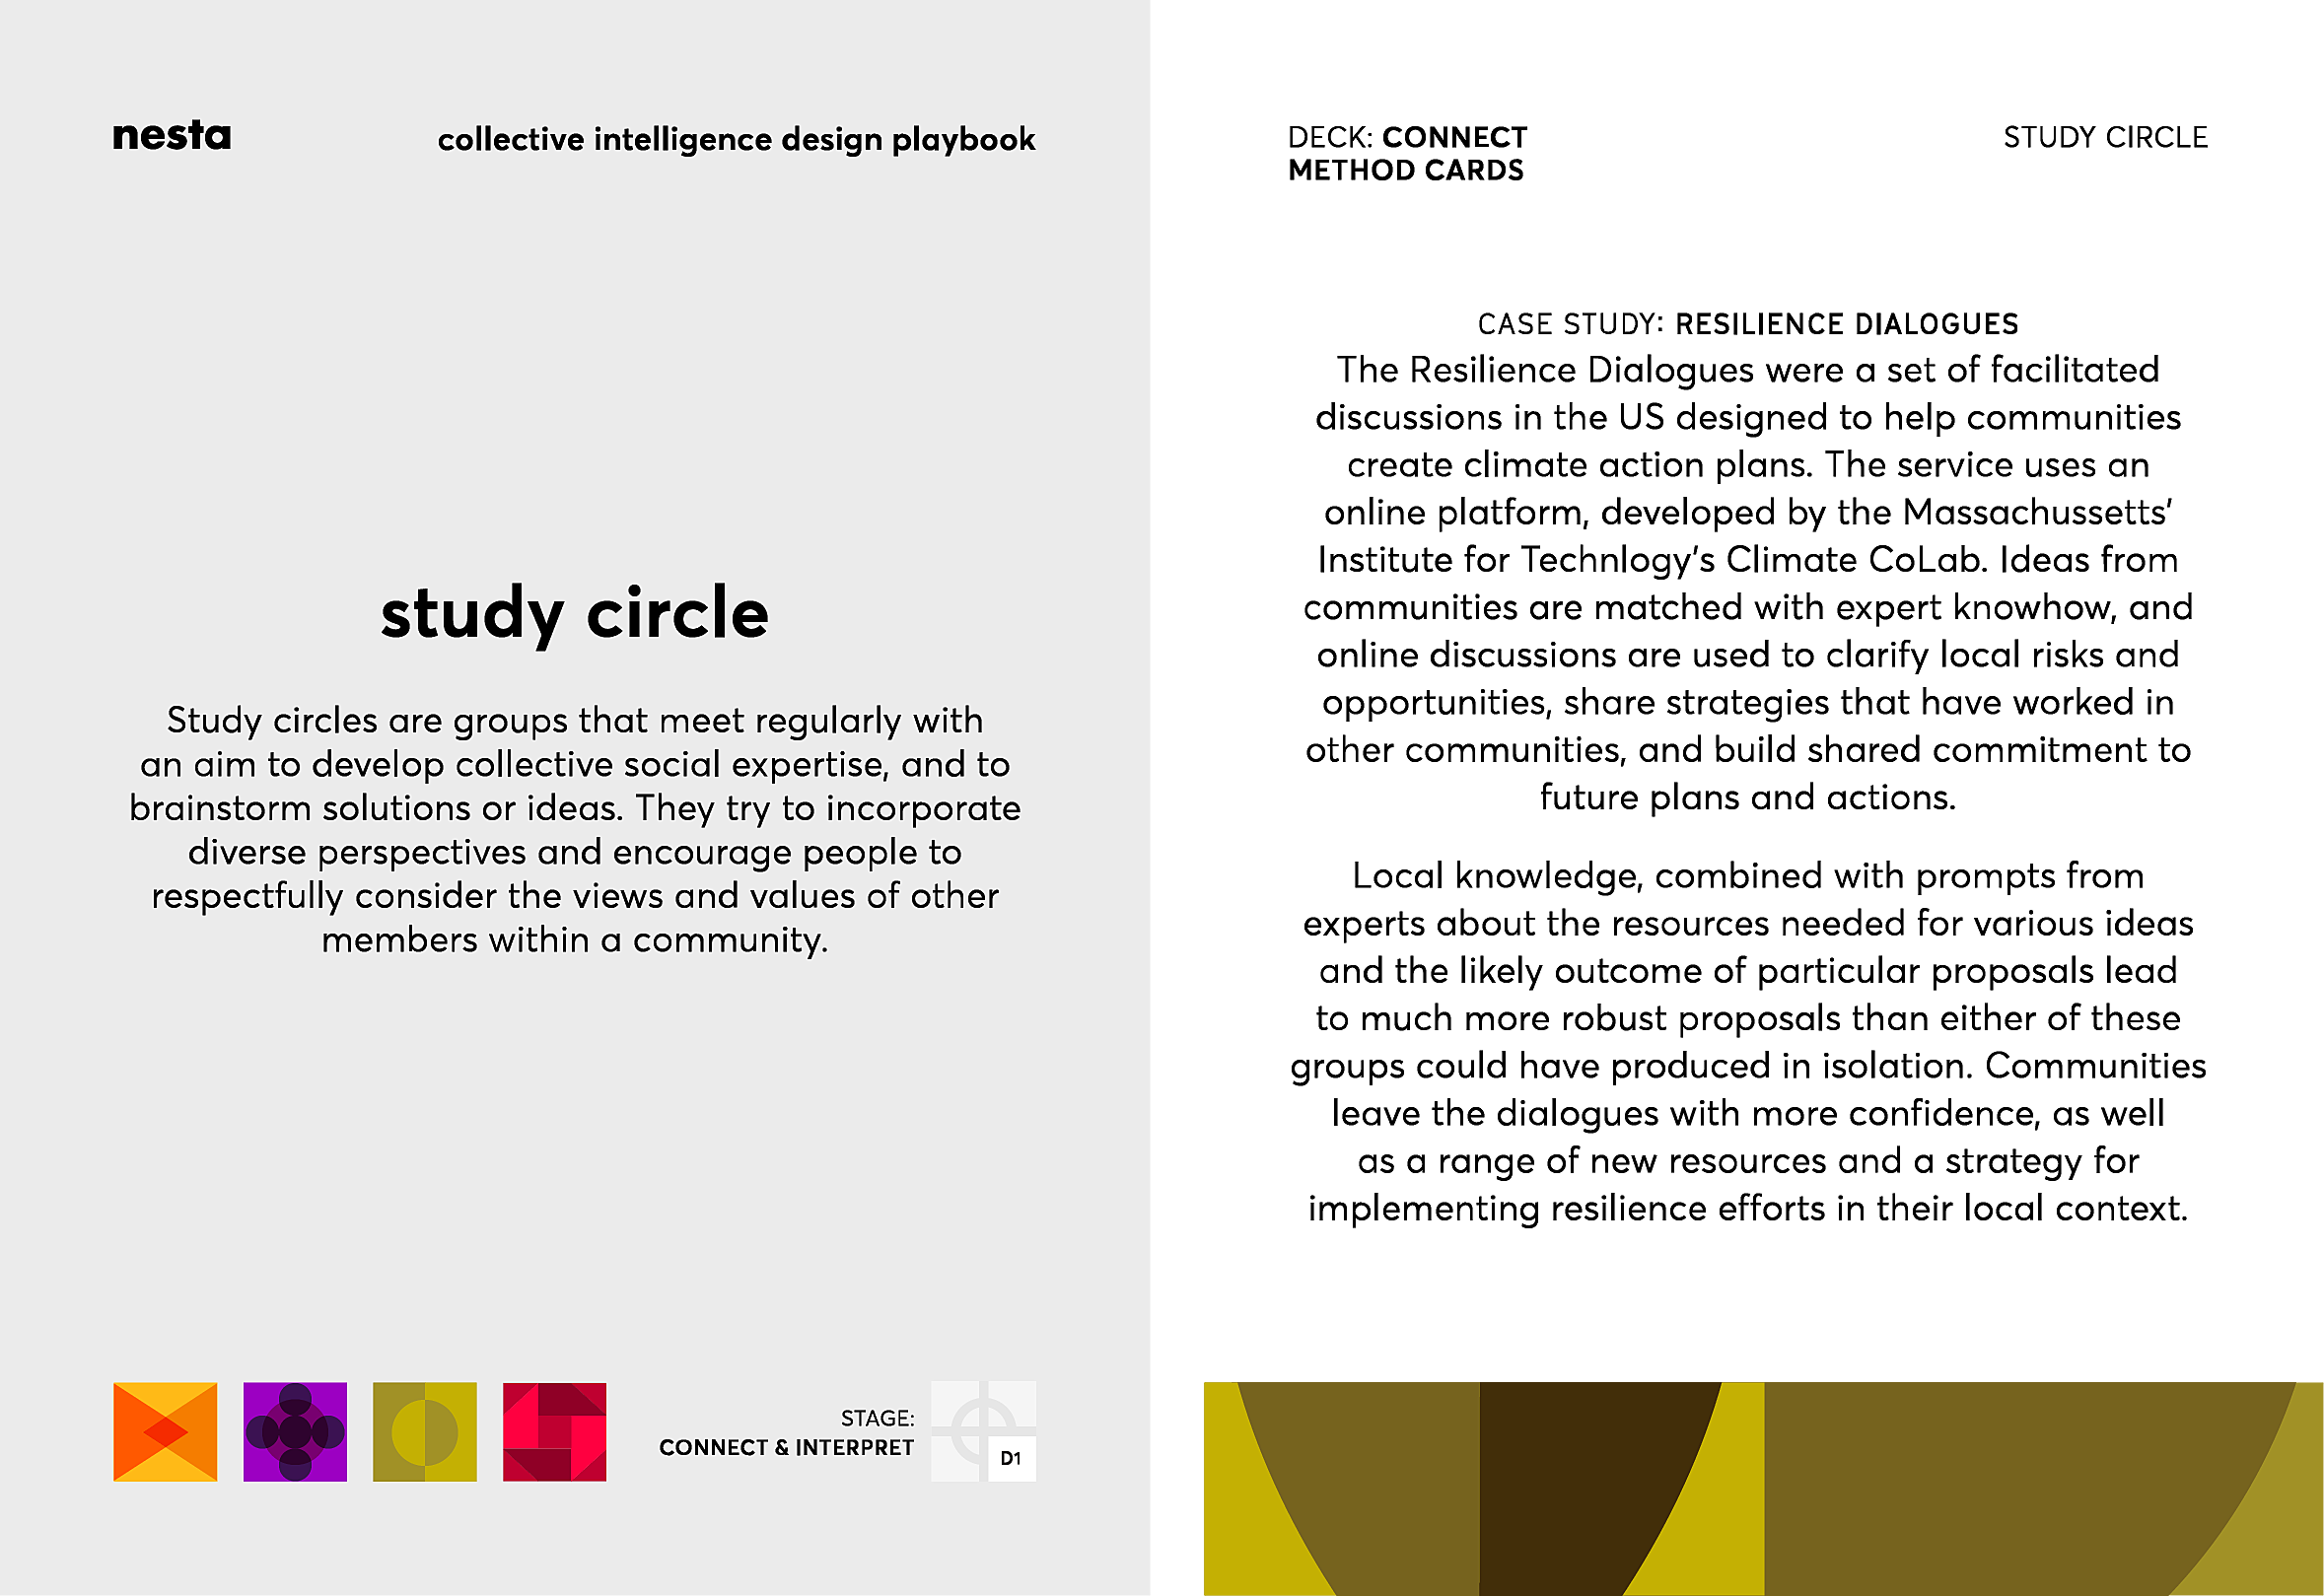 nesta
collective intelligence design playbook
study circle
Study circles are groups that meet regularly with
an aim to develop collective social expertise, and to
brainstorm solutions or ideas. They try to incorporate
diverse perspectives and encourage people to
respectfully consider the views and values of other
members within a community.
STAGE:
CONNECT & INTERPRET
D1
DECK: CONNECT
METHOD CARDS
STUDY CIRCLE
CASE STUDY: RESILIENCE DIALOGUES
The Resilience Dialogues were a set of facilitated
discussions in the US designed to help communities
create climate action plans. The service uses an
online platform, developed by the Massachussetts’
Institute for Technlogy’s Climate CoLab. Ideas from
communities are matched with expert knowhow, and
online discussions are used to clarify local risks and
opportunities, share strategies that have worked in
other communities, and build shared commitment to
future plans and actions.
Local knowledge, combined with prompts from
experts about the resources needed for various ideas
and the likely outcome of particular proposals lead
to much more robust proposals than either of these
groups could have produced in isolation. Communities
leave the dialogues with more confidence, as well
as a range of new resources and a strategy for
implementing resilience efforts in their local context.